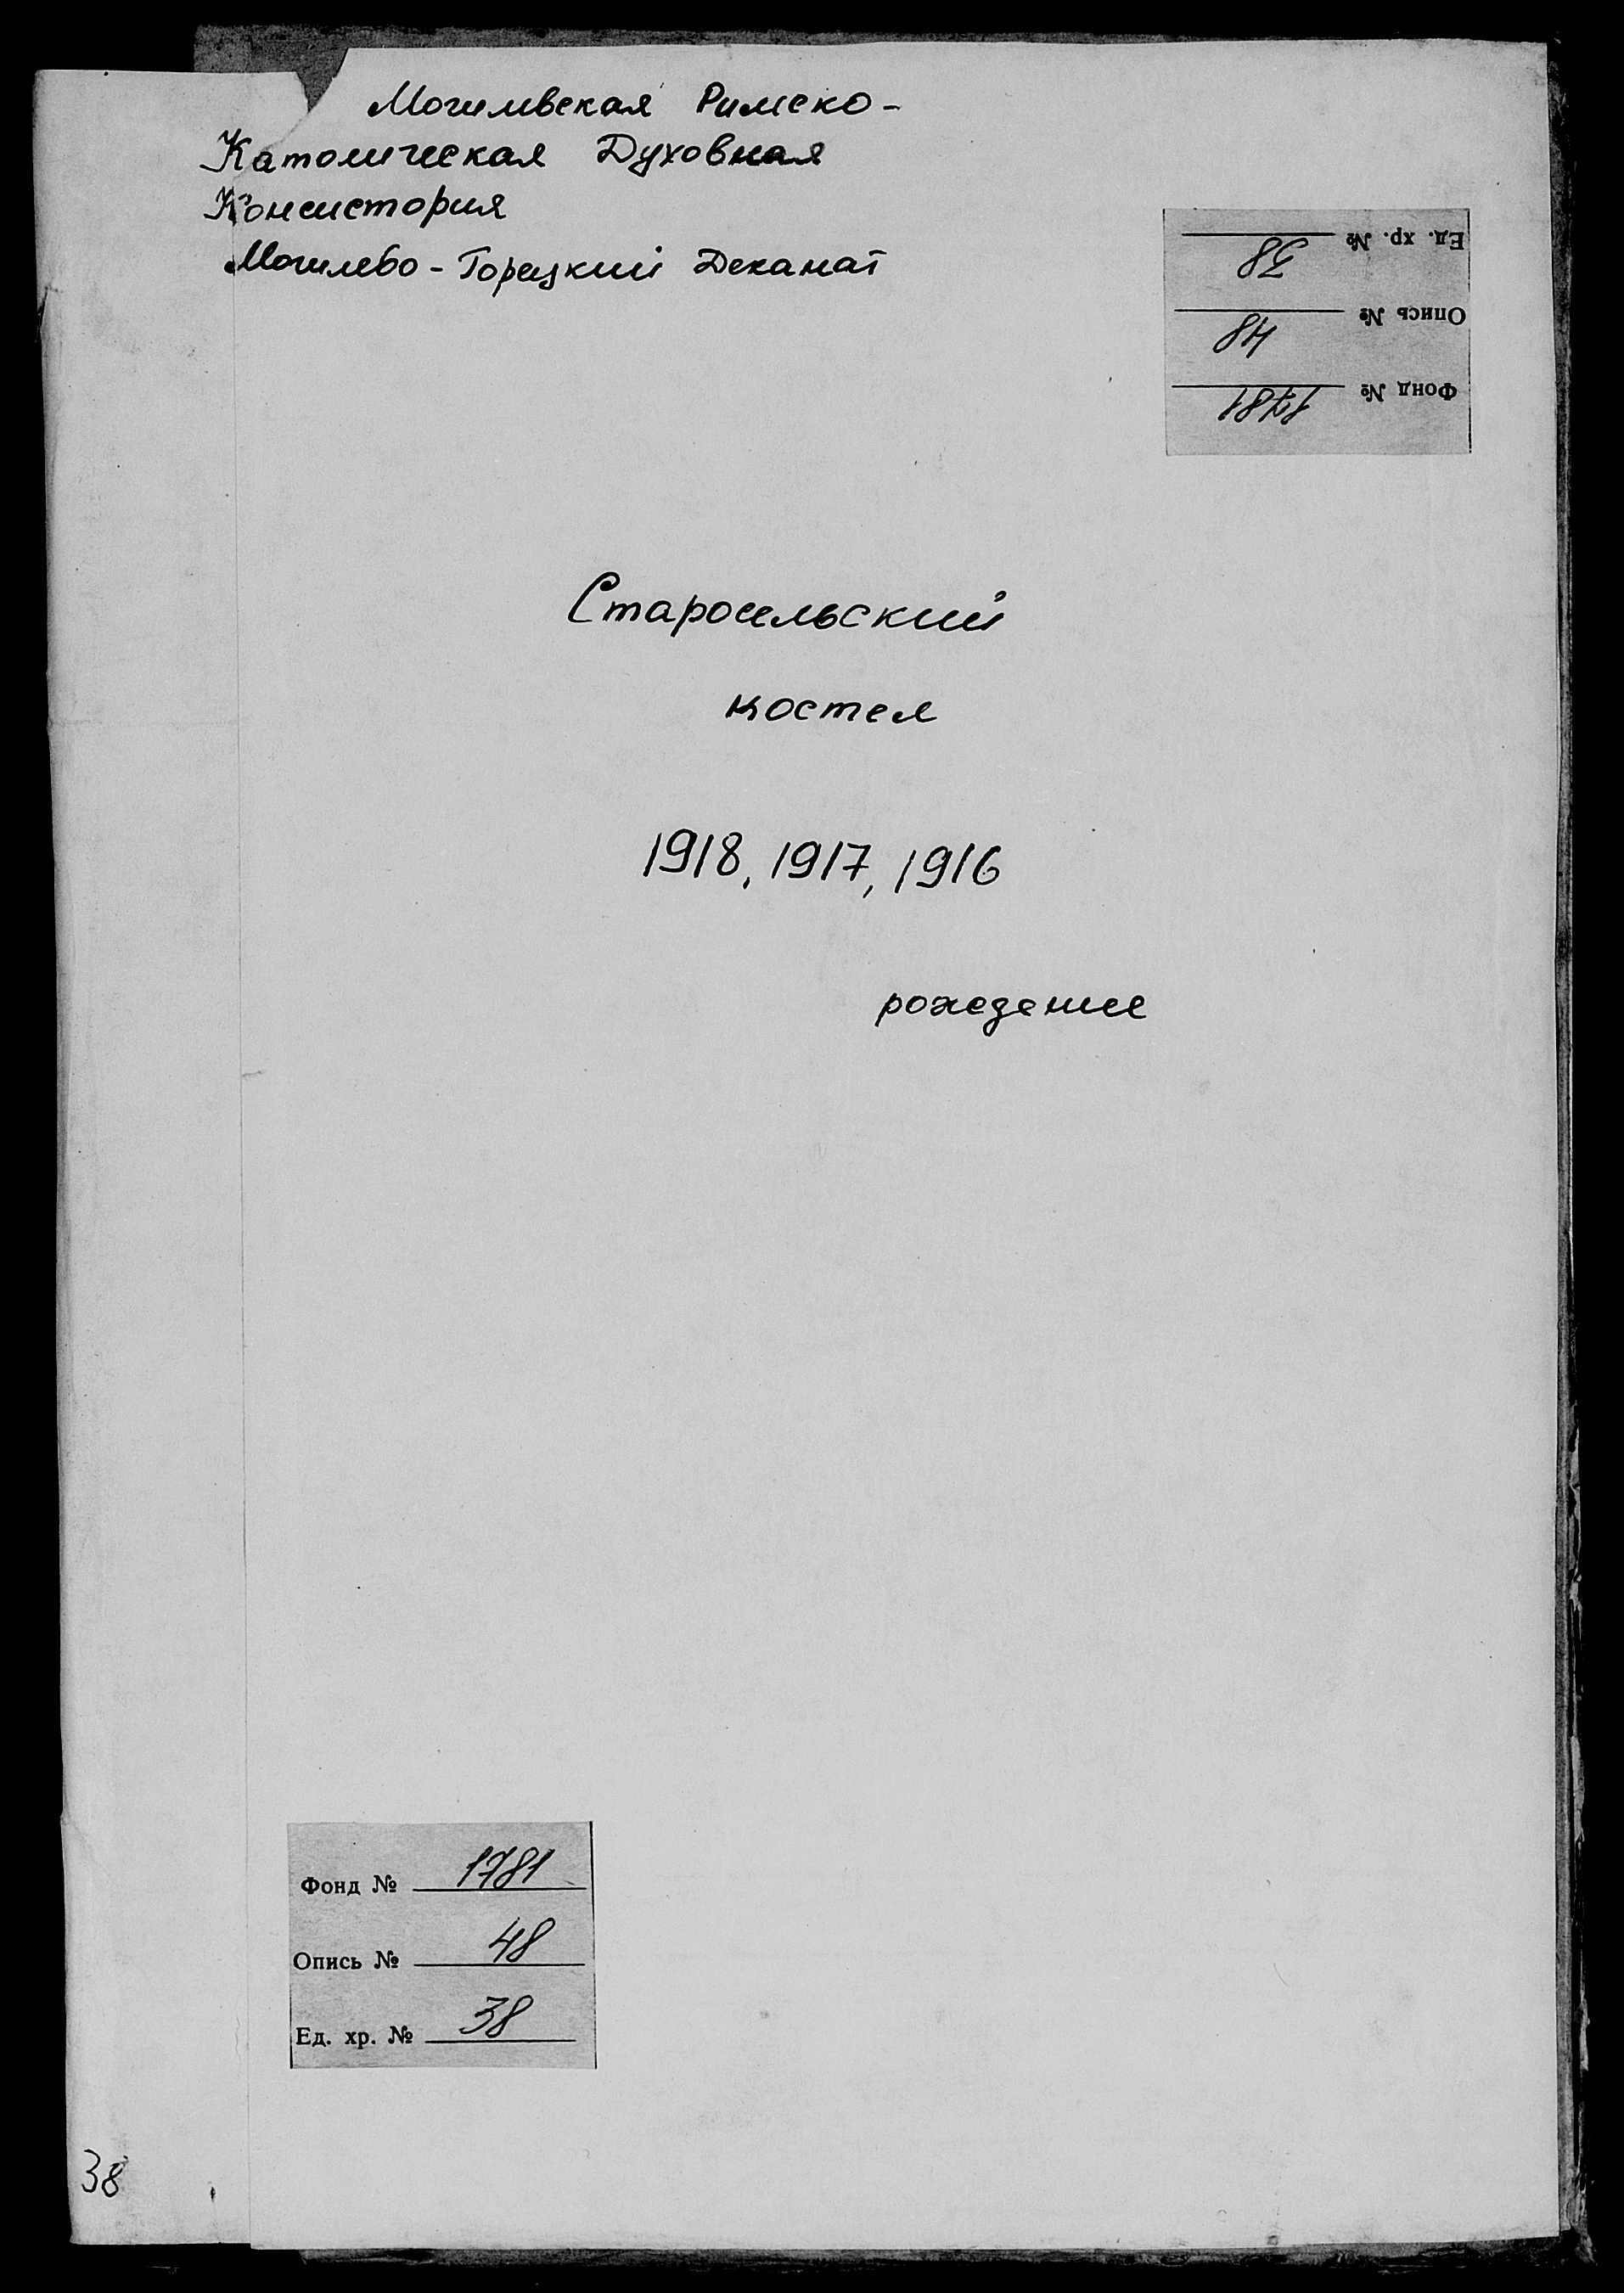 Могилевская Римско-
Католическая Духовная
Консистория
Могилево-Горецкий Деканат
Ед. хр. № 38
Опись № 48
Фонд № 1781
Старосельский
костел
1918, 1917, 1916
рождение
Фонд № 1781
Опись № 48
Ед. хр. № 38
38